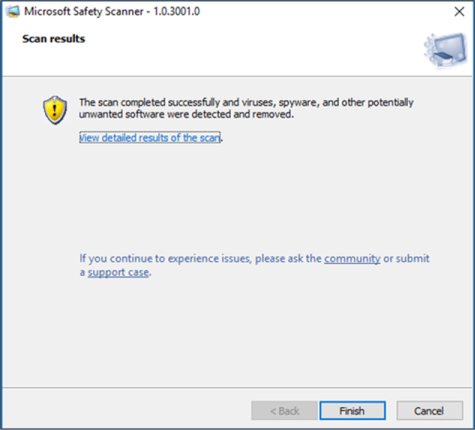 Microsoft Safety Scanner - 1.0.3001.0
Scan results
The scan completed successfully and viruses, spyware, and other potentially
unwanted software were detected and removed.
View detailed results of the scan.
If you continue to experience issues, please ask the community or submit
a support case.
< Back Finish Cancel